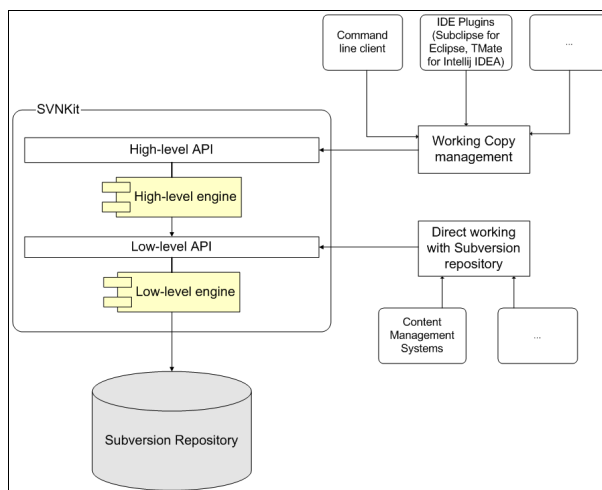 Command
line client
IDE Plugins
(Subclipse for
Eclipse, TMate
for Intellij IDEA)
...
SVNKit
High-level API
Working Copy
management
High-level engine
Low-level API
Direct working
with Subversion
repository
Low-level engine
Content
Management
Systems
...
Subversion Repository